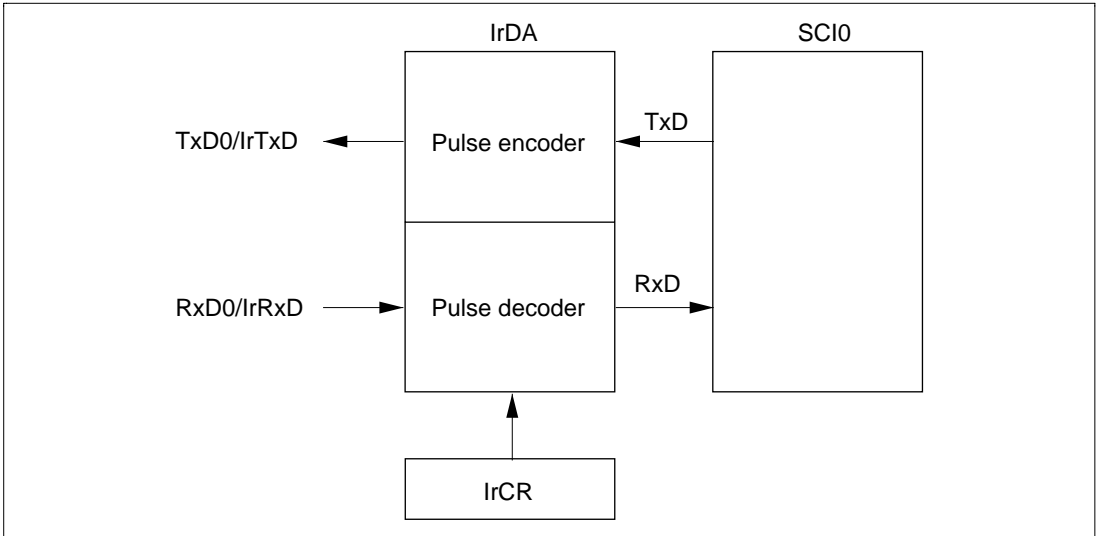 IrDA
SCI0
TxD0/IrTxD
Pulse encoder
TxD
RxD0/IrRxD
Pulse decoder
RxD
IrCR